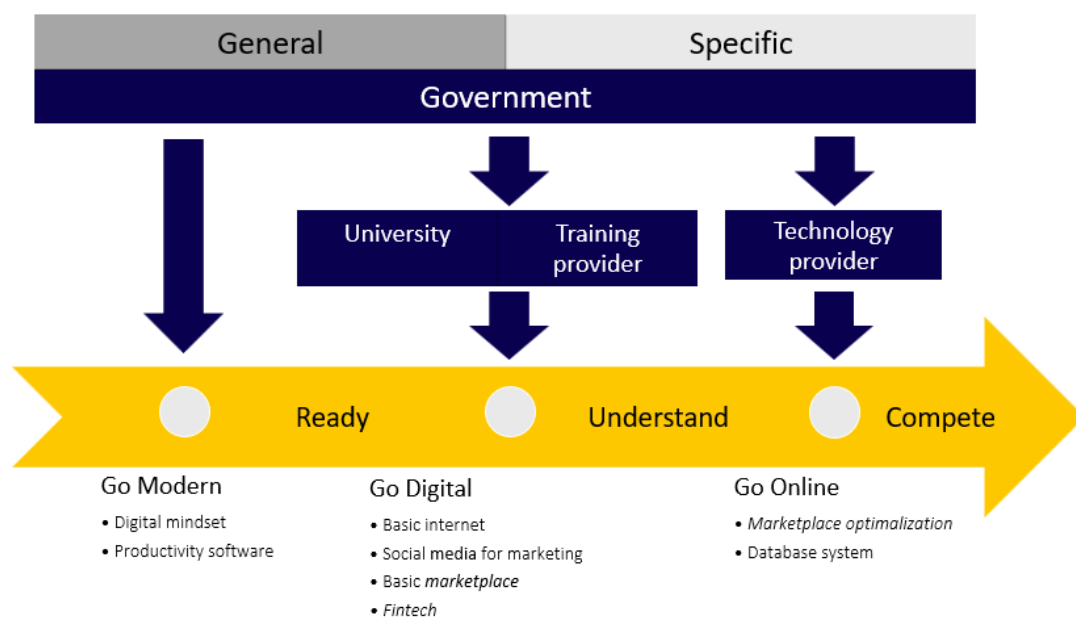 General
Specific
Government
University
Training
provider
Technology
provider
Ready
Understand
Compete
Go Modern
• Digital mindset
• Productivity software
Go Digital
• Basic internet
• Social media for marketing
• Basic marketplace
• Fintech
Go Online
• Marketplace optimalization
• Database system